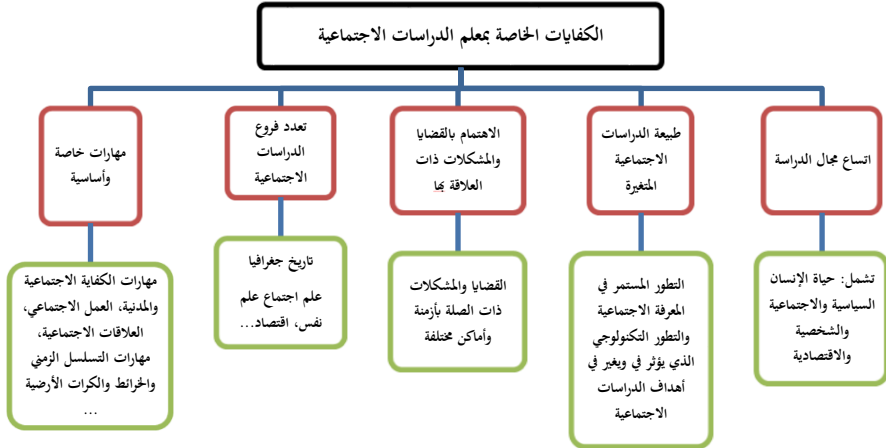 الكفايات الخاصة بمعلم الدراسات الاجتماعية
اتساع مجال الدراسة
طبيعة الدراسات
الاجتماعية
المتغيرة
الاهتمام بالقضايا
والمشكلات ذات
العلاقة بها
تعدد فروع
الدراسات
الاجتماعية
مهارات خاصة
وأساسية
تشمل: حياة الإنسان
السياسية والاجتماعية
والشخصية
والاقتصادية
التطور المستمر في
المعرفة الاجتماعية
والتطور التكنولوجي
الذي يؤثر في ويغير في
أهداف الدراسات
الاجتماعية
القضايا والمشكلات
ذات الصلة بأزمنة
وأماكن مختلفة
تاريخ جغرافيا
علم اجتماع علم
نفس، اقتصاد...
مهارات الكفاية الاجتماعية
والمدنية، العمل الاجتماعي،
العلاقات الاجتماعية،
مهارات التسلسل الزمني
والخرائط والكرات الأرضية
...